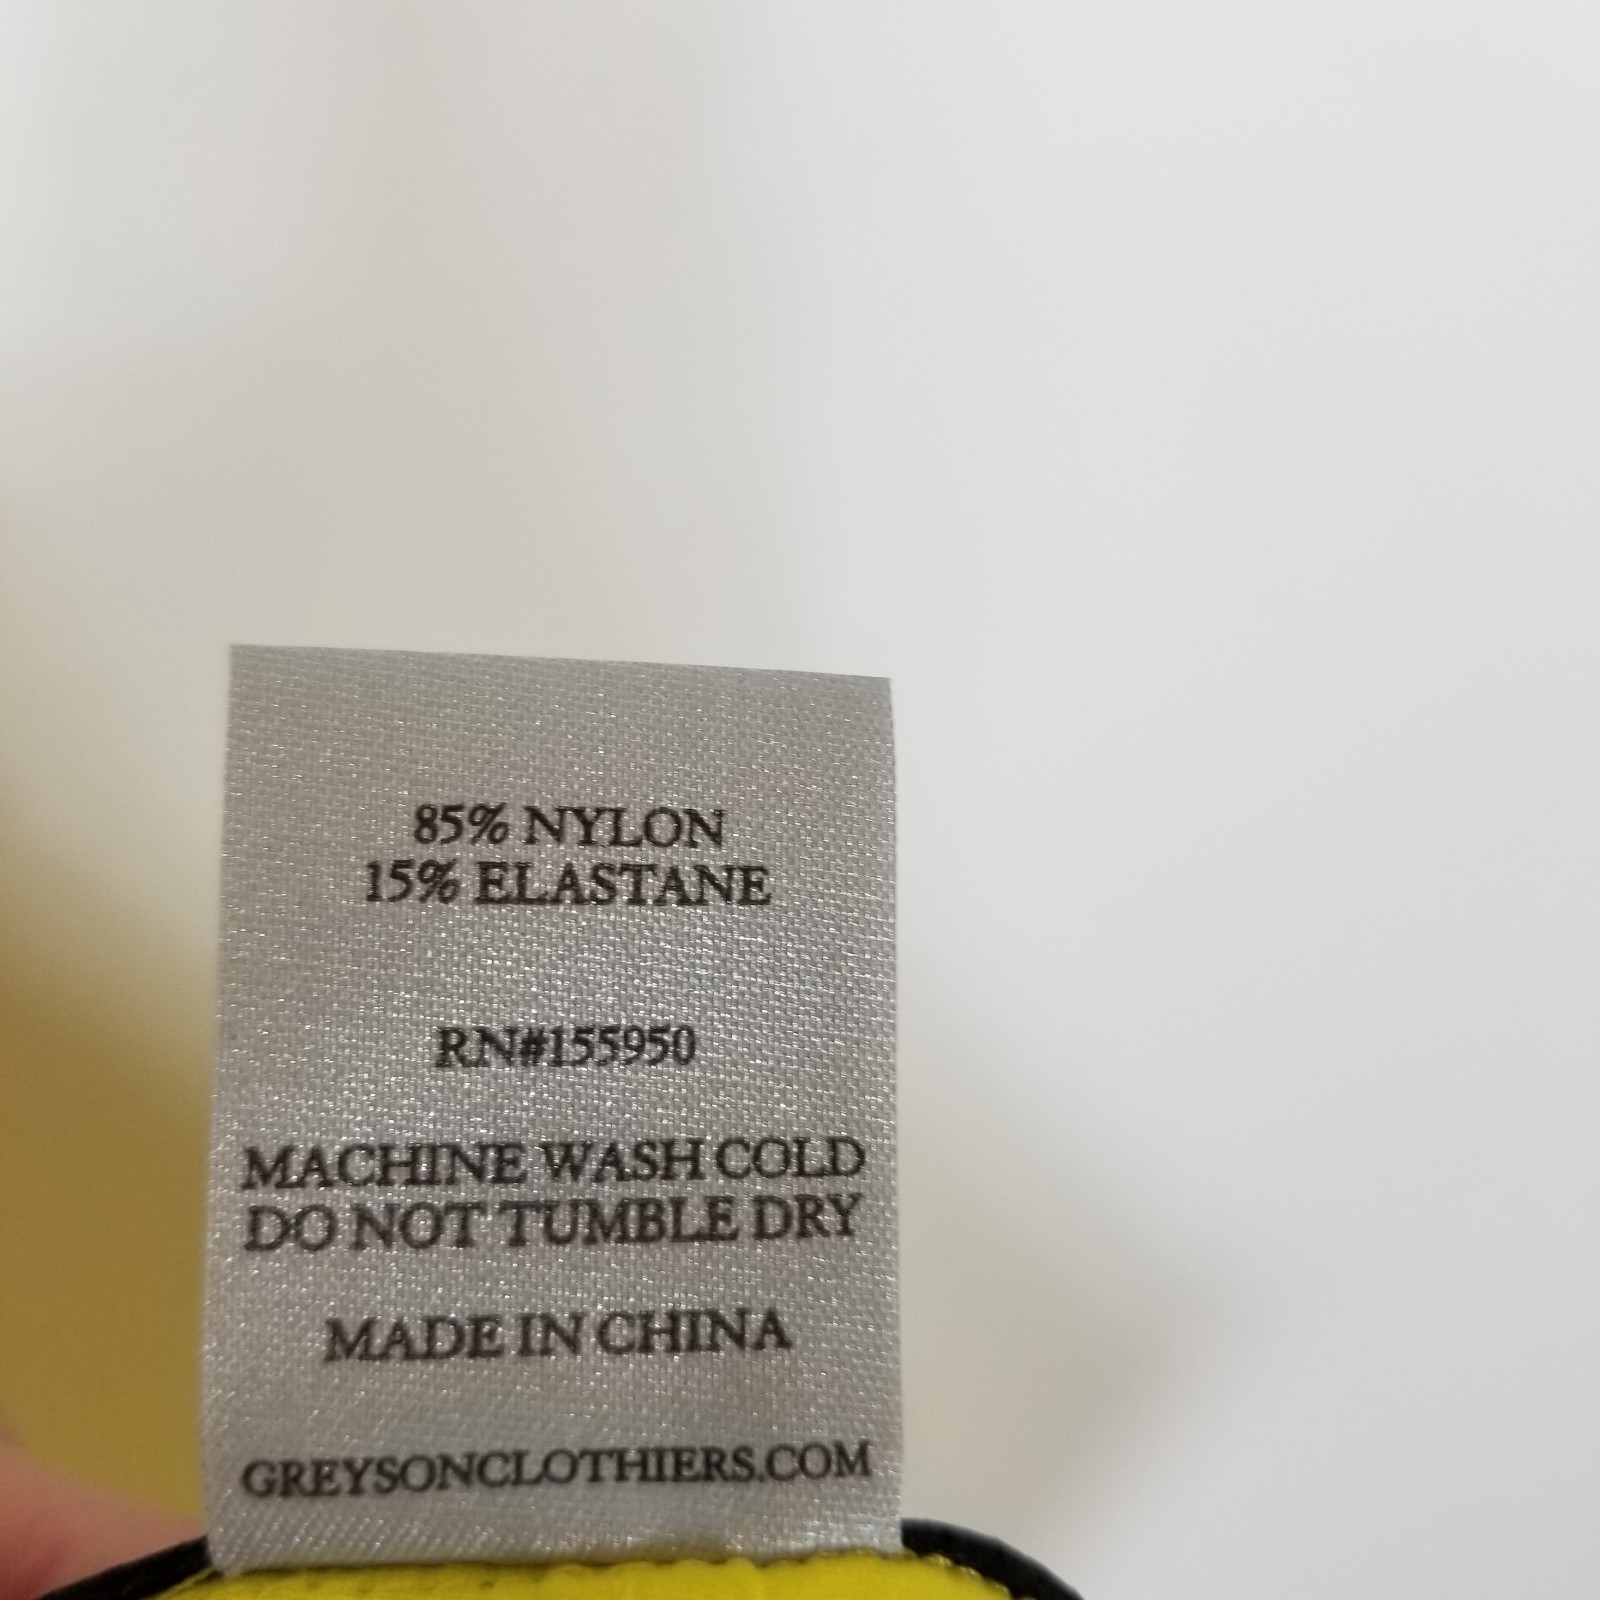 85% NYLON
15% ELASTANE
RN#155950
MACHINE WASH COLD
DO NOT TUMBLE DRY
MADE IN CHINA
GREYSONCLOTHIERS.COM